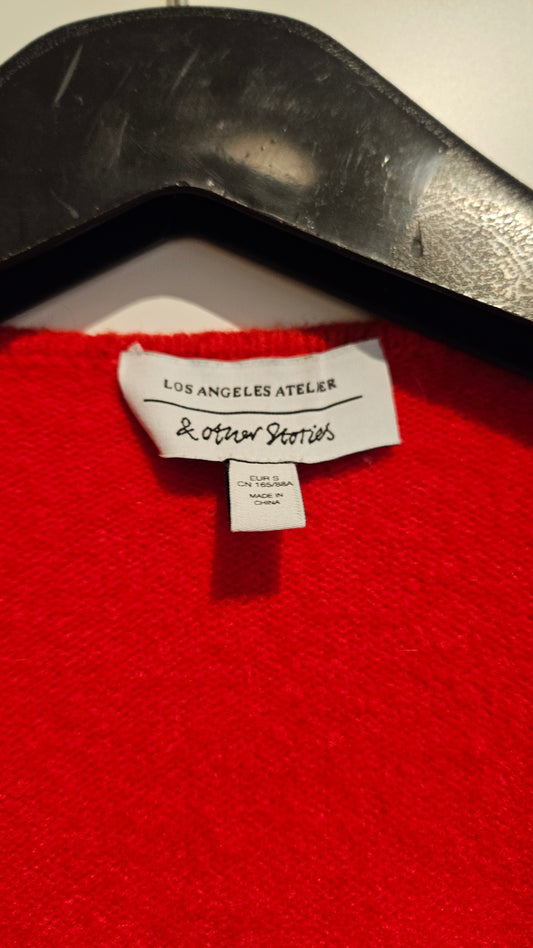 LOS ANGELES ATELIER
& other Stories
EUR S
CN 165/88A
MADE IN
CHINA